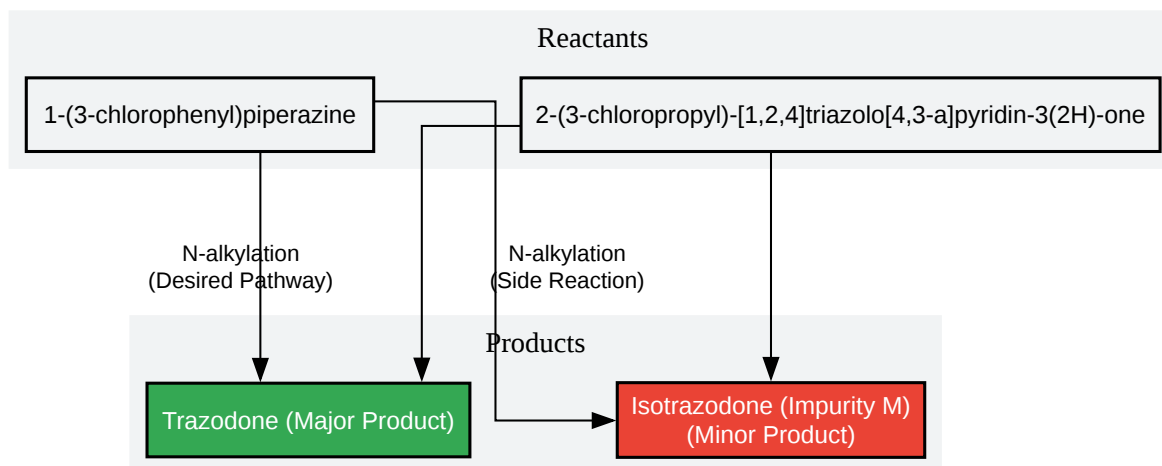 Reactants
1-(3-chlorophenyl)piperazine
2-(3-chloropropyl)-[1,2,4]triazolo[4,3-a]pyridin-3(2H)-one
N-alkylation
(Desired Pathway)
N-alkylation
(Side Reaction)
Products
Trazodone (Major Product)
Isotrazodone (Impurity M)
(Minor Product)